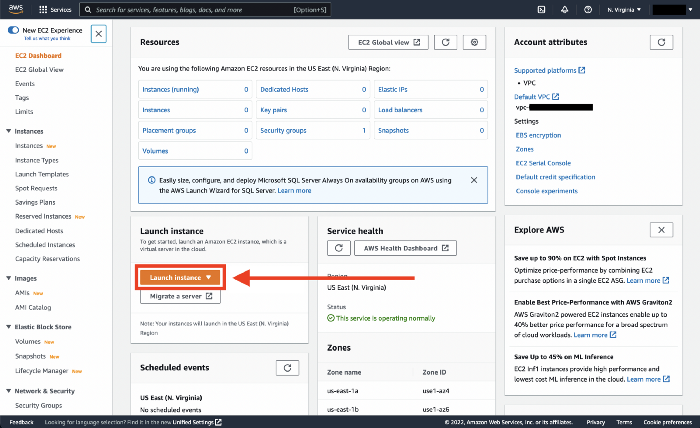 aws
Services
Search for services, features, blogs, docs, and more
[Option+S]
N. Virginia
New EC2 Experience
Tell us what you think
EC2 Dashboard
EC2 Global View
Events
Tags
Limits
Instances
Instances New
Instance Types
Launch Templates
Spot Requests
Savings Plans
Reserved Instances New
Dedicated Hosts
Scheduled Instances
Capacity Reservations
Images
AMIs New
AMI Catalog
Elastic Block Store
Volumes New
Snapshots New
Lifecycle Manager New
Network & Security
Security Groups
Resources
EC2 Global view
You are using the following Amazon EC2 resources in the US East (N. Virginia) Region:
Instances (running) 0
Dedicated Hosts 0
Elastic IPs 0
Instances 0
Key pairs 0
Load balancers 0
Placement groups 0
Security groups 1
Snapshots 0
Volumes 0
Easily size, configure, and deploy Microsoft SQL Server Always On availability groups on AWS using
the AWS Launch Wizard for SQL Server. Learn more
Launch instance
To get started, launch an Amazon EC2 instance, which is a
virtual server in the cloud.
Launch instance
Migrate a server
Note: Your instances will launch in the US East (N. Virginia)
Region
Scheduled events
US East (N. Virginia)
No scheduled events
Service health
AWS Health Dashboard
Region
US East (N. Virginia)
Status
This service is operating normally
Zones
Zone name
Zone ID
us-east-1a
use1-az4
us-east-1b
use1-az6
Account attributes
Supported platforms
• VPC
Default VPC
vpc-
Settings
EBS encryption
Zones
EC2 Serial Console
Default credit specification
Console experiments
Explore AWS
Save up to 90% on EC2 with Spot Instances
Optimize price-performance by combining EC2
purchase options in a single EC2 ASG. Learn more
Enable Best Price-Performance with AWS Graviton2
AWS Graviton2 powered EC2 instances enable up to
40% better price performance for a broad spectrum
of cloud workloads. Learn more
Save Up to 45% on ML Inference
EC2 Inf1 instances provide high performance and
lowest cost ML inference in the cloud. Learn more
Feedback
Looking for language selection? Find it in the new Unified Settings
© 2022, Amazon Web Services, Inc. or its affiliates.
Privacy
Terms
Cookie preferences